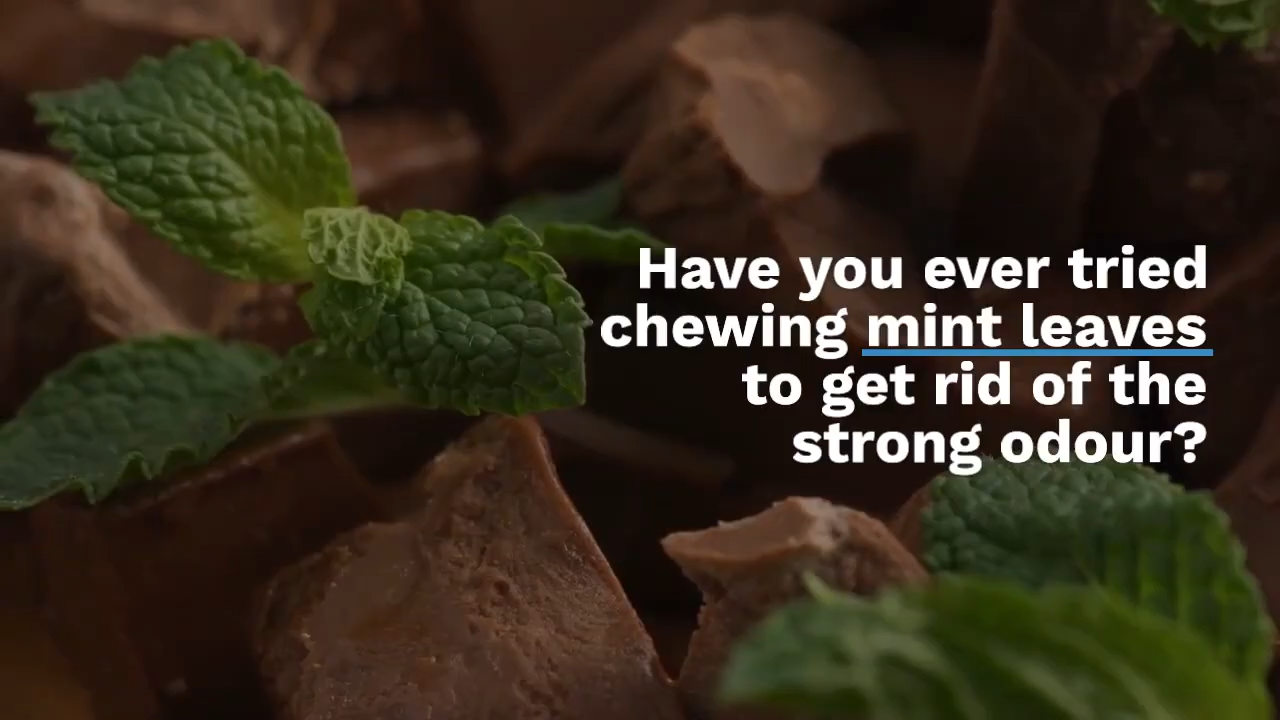 Have you ever tried
chewing mint leaves
to get rid of the
strong odour?